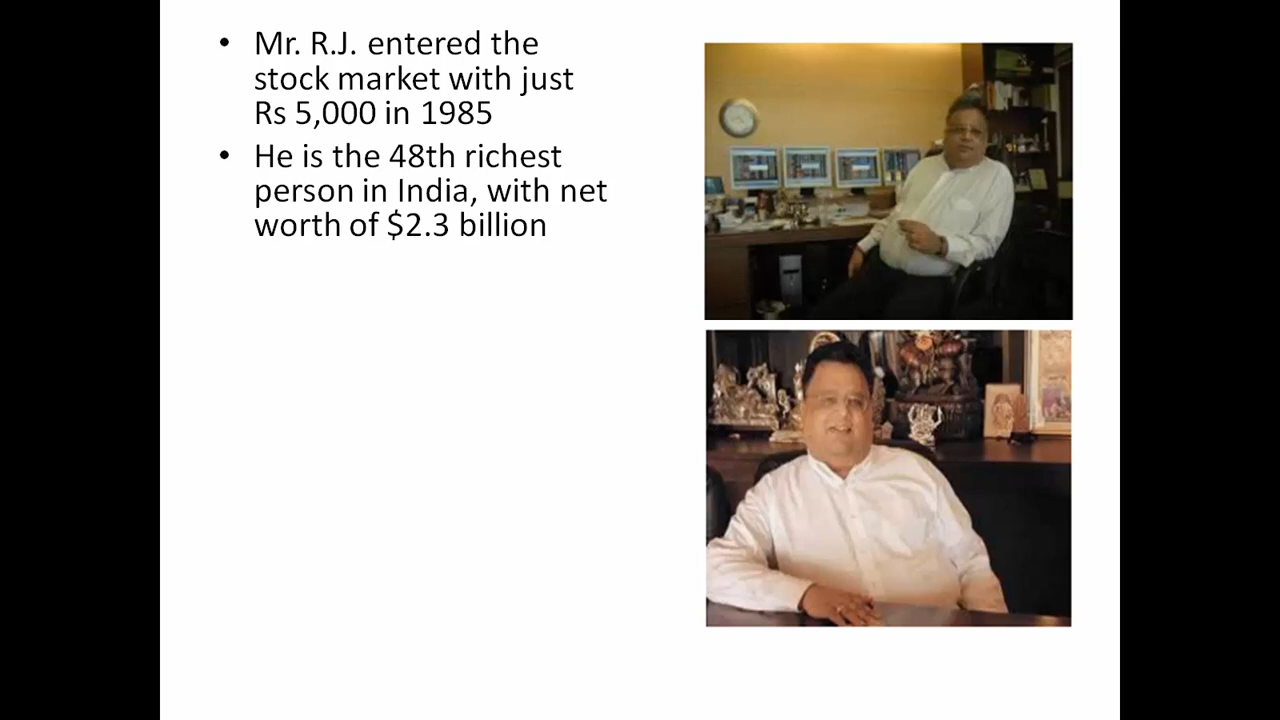 • Mr. R.J. entered the
stock market with just
Rs 5,000 in 1985
• He is the 48th richest
person in India, with net
worth of $2.3 billion